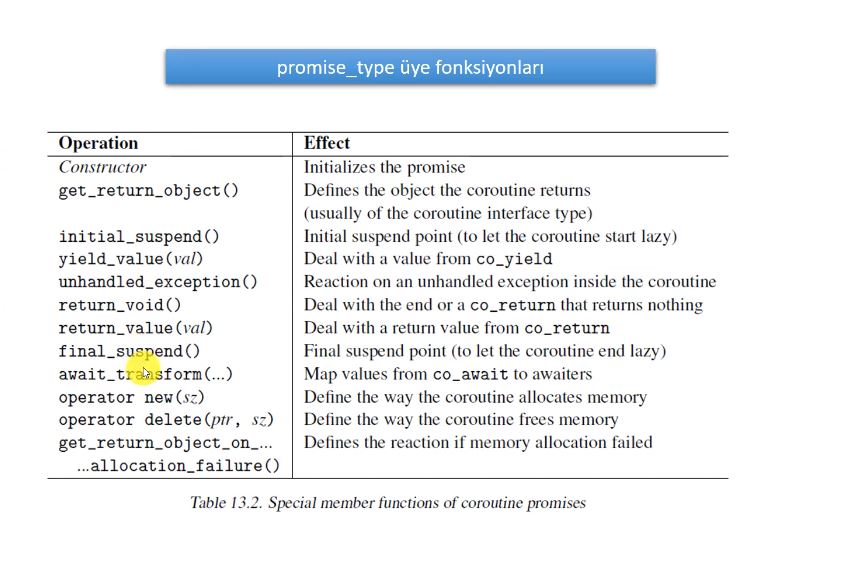 promise_type üye fonksiyonları
Operation Effect
Constructor Initializes the promise
get_return_object() Defines the object the coroutine returns
(usually of the coroutine interface type)
initial_suspend() Initial suspend point (to let the coroutine start lazy)
yield_value(val) Deal with a value from co_yield
unhandled_exception() Reaction on an unhandled exception inside the coroutine
return_void() Deal with the end or a co_return that returns nothing
return_value(val) Deal with a return value from co_return
final_suspend() Final suspend point (to let the coroutine end lazy)
await_transform(...) Map values from co_await to awaiters
operator new(sz) Define the way the coroutine allocates memory
operator delete(ptr, sz) Define the way the coroutine frees memory
get_return_object_on_... Defines the reaction if memory allocation failed
...allocation_failure()
Table 13.2. Special member functions of coroutine promises